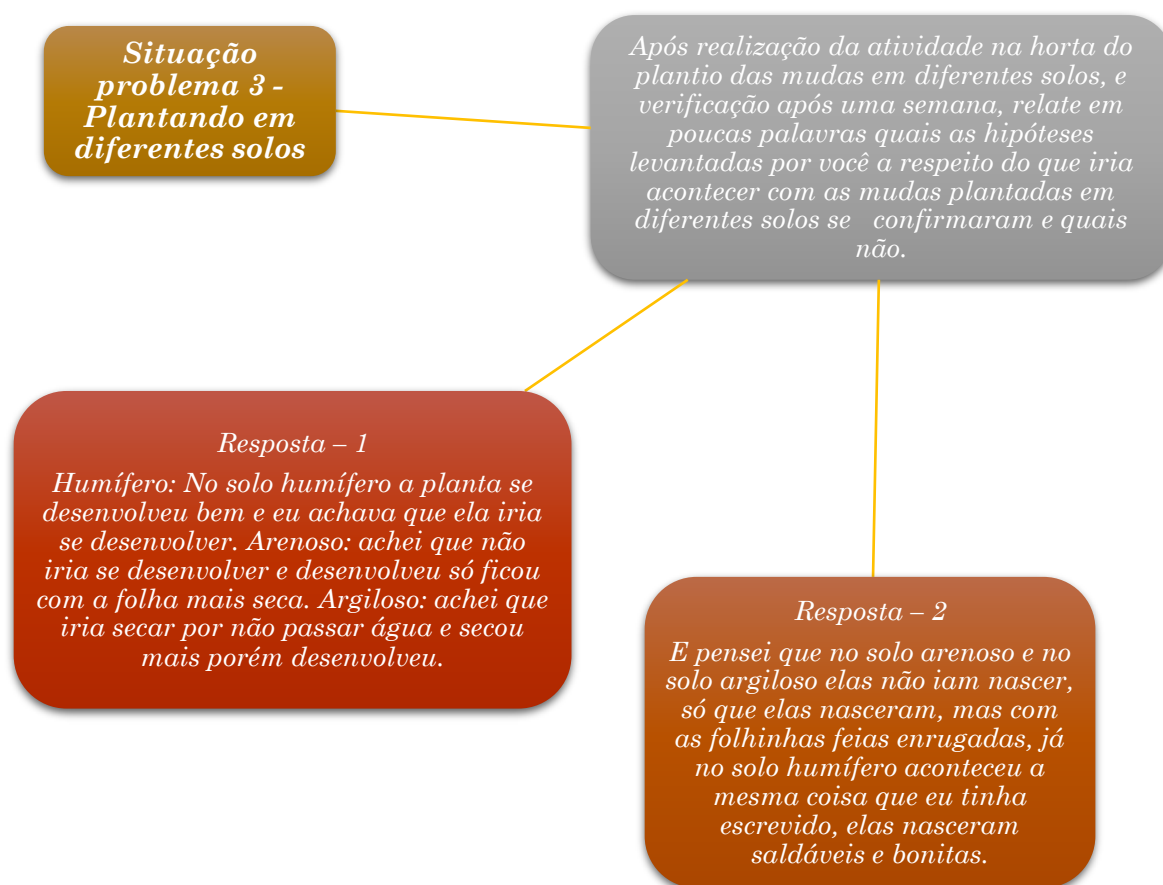 Situação
problema 3 -
Plantando em
diferentes solos
Após realização da atividade na horta do
plantio das mudas em diferentes solos, e
verificação após uma semana, relate em
poucas palavras quais as hipóteses
levantadas por você a respeito do que iria
acontecer com as mudas plantadas em
diferentes solos se confirmaram e quais
não.
Resposta – 1
Humífero: No solo humífero a planta se
desenvolveu bem e eu achava que ela iria
se desenvolver. Arenoso: achei que não
iria se desenvolver e desenvolveu só ficou
com a folha mais seca. Argiloso: achei que
iria secar por não passar água e secou
mais porém desenvolveu.
Resposta – 2
E pensei que no solo arenoso e no
solo argiloso elas não iam nascer,
só que elas nasceram, mas com
as folhinhas feias enrugadas, já
no solo humífero aconteceu a
mesma coisa que eu tinha
escrevido, elas nasceram
saldáveis e bonitas.